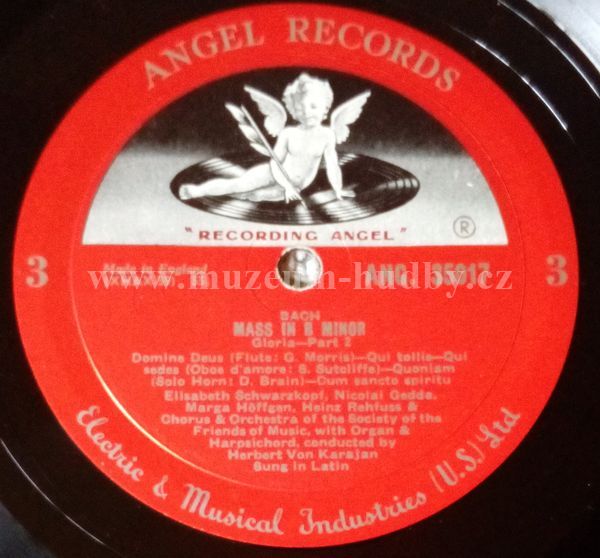 ANGEL RECORDS
"RECORDING ANGEL"
®
3
Made in England
3
BACH
MASS IN B MINOR
Gloria—Part 2
Domine Deus (Flute: G. Morris)—Qui tollis—Qui
sedes (Oboe d'amore: S. Sutcliffe)—Quoniam
(Solo Horn: D. Brain)—Cum sancto spiritu
Elisabeth Schwarzkopf, Nicolai Gedda,
Marga Höffgen, Heinz Rehfuss &
Chorus & Orchestra of the Society of the
Friends of Music, with Organ &
Harpsichord, conducted by
Herbert Von Karajan
Sung in Latin
Electric & Musical Industries (U.S.) Ltd
www.muzeum-hudby.cz